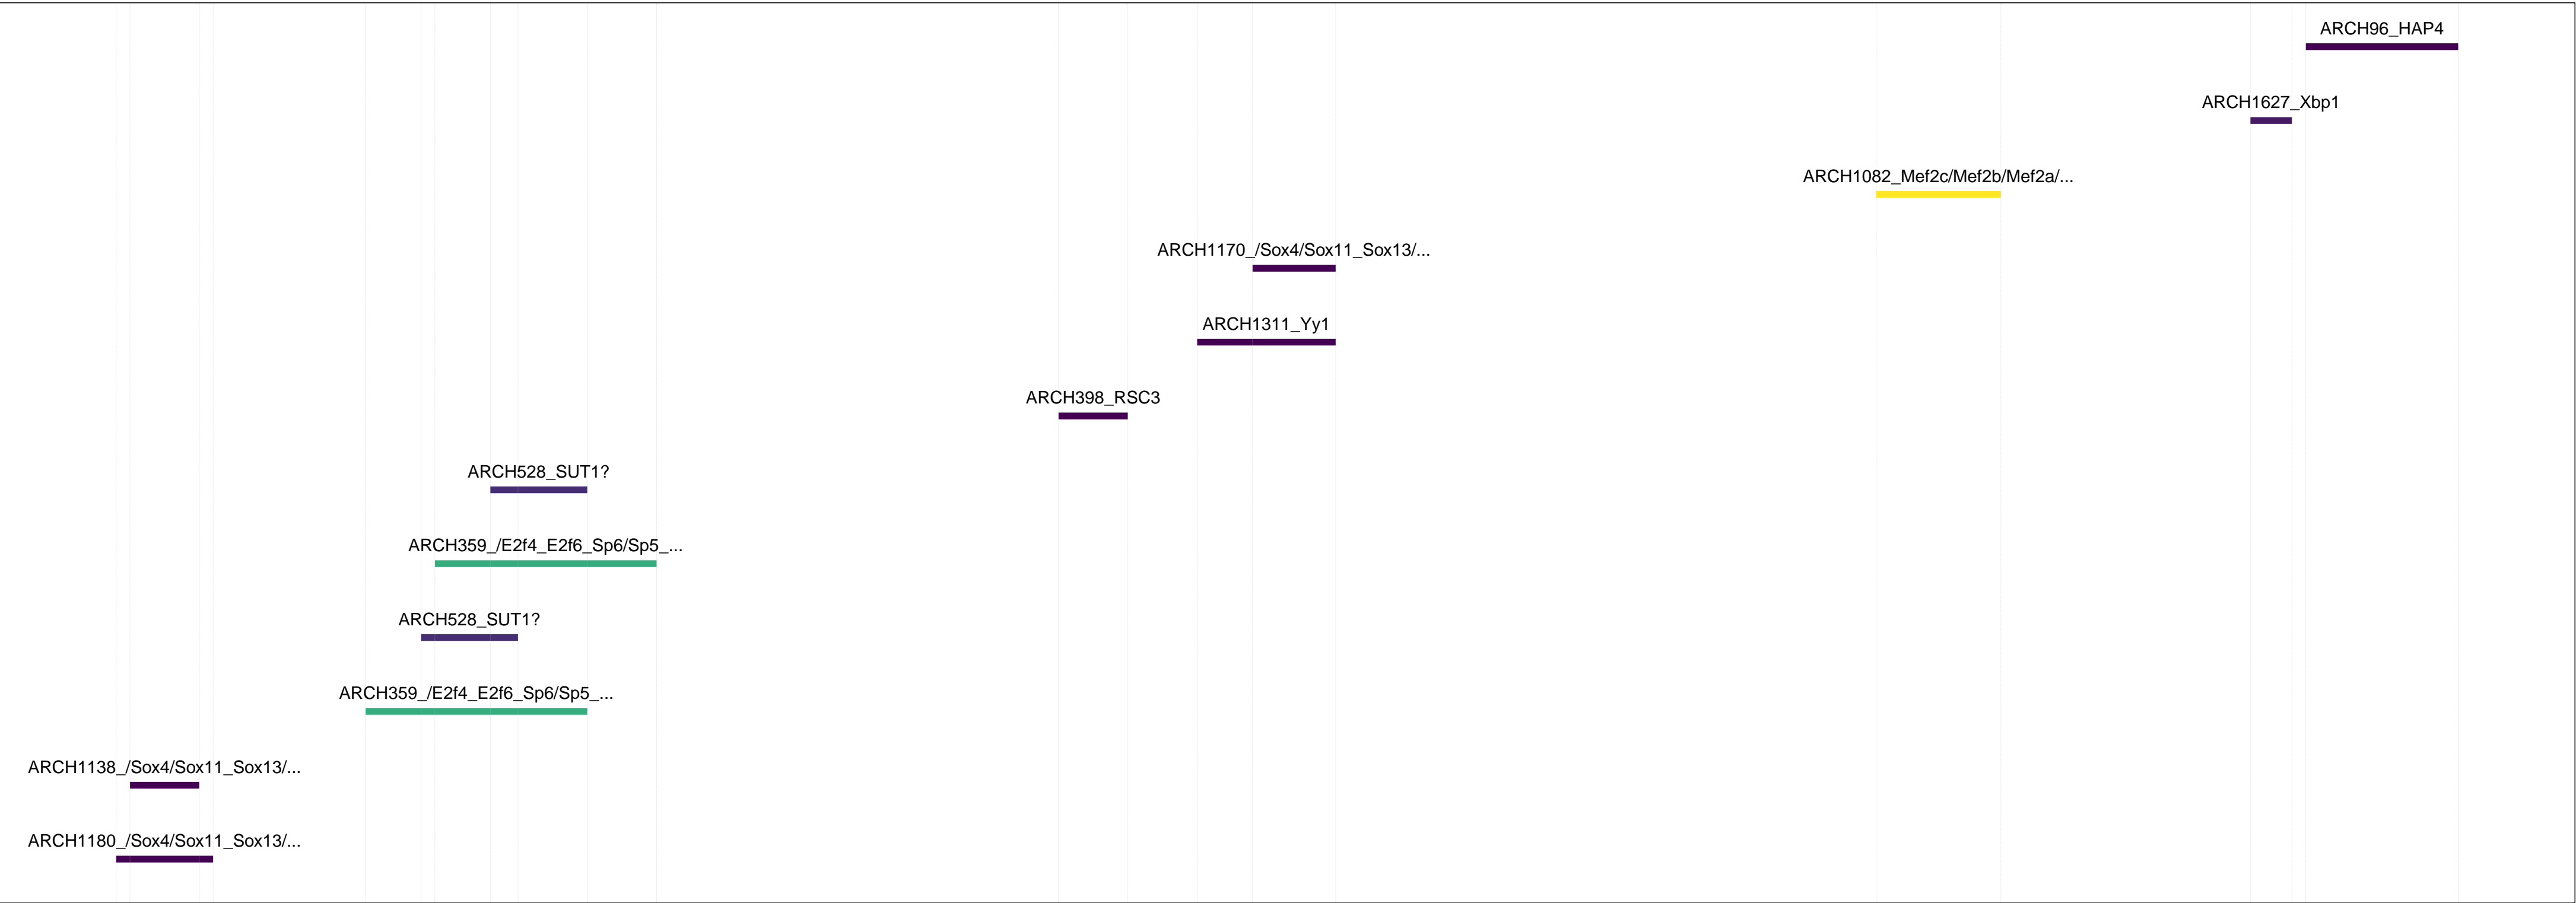 ARCH96_HAP4
ARCH1627_Xbp1
ARCH1082_Mef2c/Mef2b/Mef2a/...
ARCH1170_/Sox4/Sox11_Sox13/...
ARCH1311_Yy1
ARCH398_RSC3
ARCH528_SUT1?
ARCH359_/E2f4_E2f6_Sp6/Sp5_...
ARCH528_SUT1?
ARCH359_/E2f4_E2f6_Sp6/Sp5_...
ARCH1138_/Sox4/Sox11_Sox13/...
ARCH1180_/Sox4/Sox11_Sox13/...